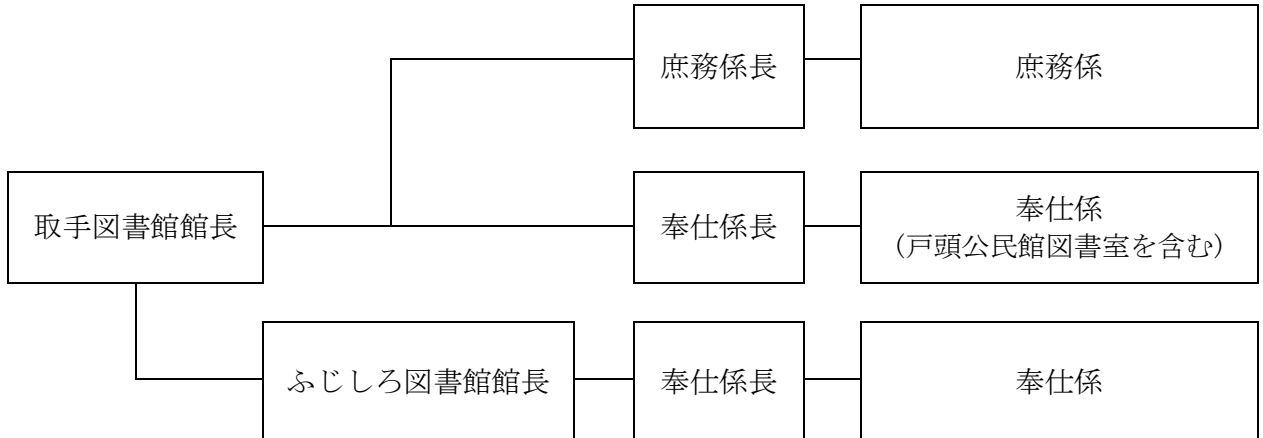 庶務係長
庶務係
取手図書館館長
奉仕係長
奉仕係
（戸頭公民館図書室を含む）
ふじしろ図書館館長
奉仕係長
奉仕係